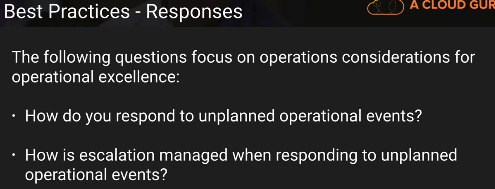 Best Practices - Responses
A CLOUD GUR
The following questions focus on operations considerations for
operational excellence:
• How do you respond to unplanned operational events?
• How is escalation managed when responding to unplanned
operational events?